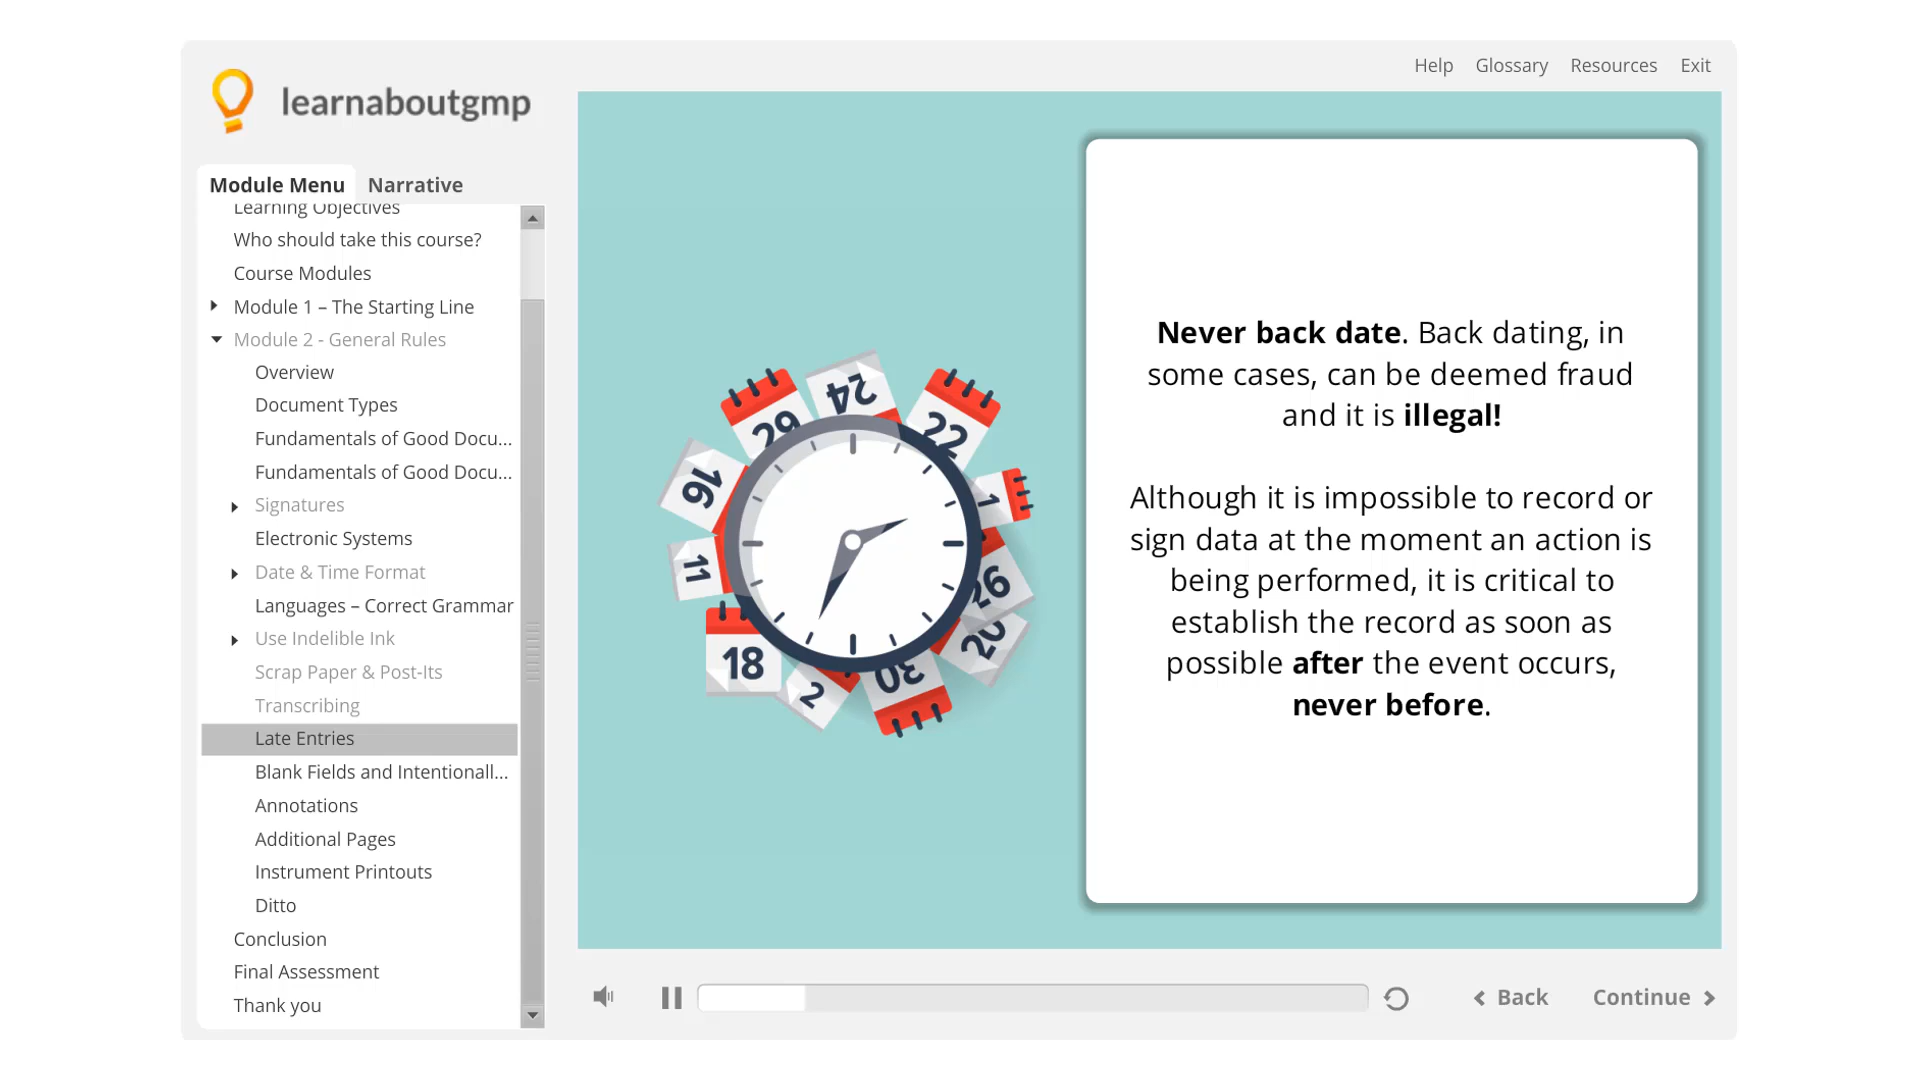 Help Glossary Resources Exit
learnaboutgmp
Module Menu Narrative
Learning Objectives
Who should take this course?
Course Modules
Module 1 – The Starting Line
Module 2 - General Rules
Overview
Document Types
Fundamentals of Good Docu...
Fundamentals of Good Docu...
Signatures
Electronic Systems
Date & Time Format
Languages – Correct Grammar
Use Indelible Ink
Scrap Paper & Post-Its
Transcribing
Late Entries
Blank Fields and Intentionall...
Annotations
Additional Pages
Instrument Printouts
Ditto
Conclusion
Final Assessment
Thank you
24
29
22
16
1
11
26
20
18
2
30
Never back date. Back dating, in
some cases, can be deemed fraud
and it is illegal!
Although it is impossible to record or
sign data at the moment an action is
being performed, it is critical to
establish the record as soon as
possible after the event occurs,
never before.
Back Continue